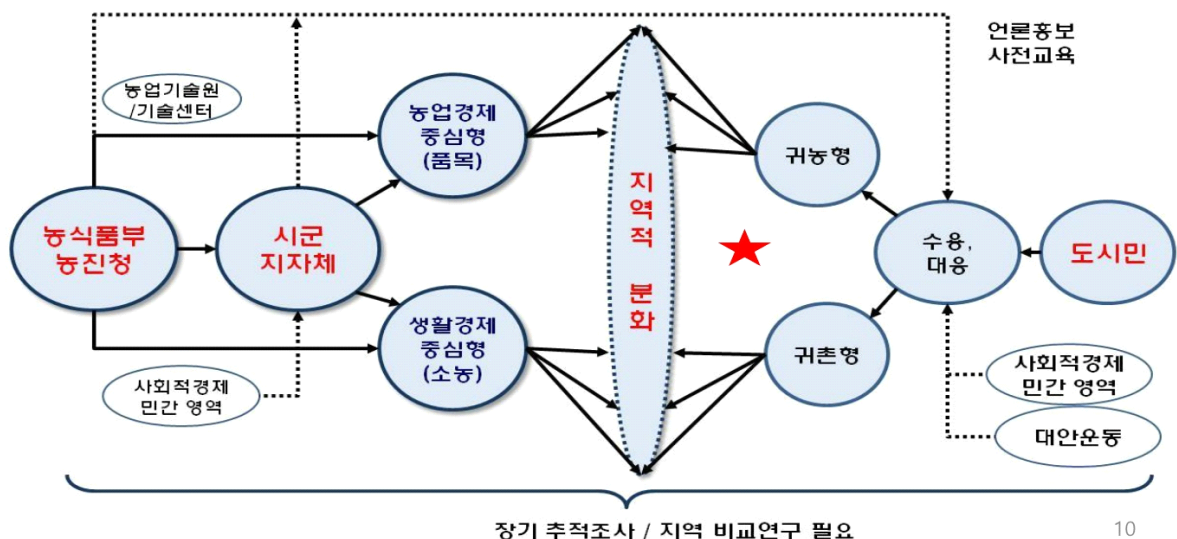 언론홍보
사전교육
농업기술원
/기술센터
농업경제
중심형
(품목)
귀농형
지
역
적
분
화
농식품부
농진청
시군
지자체
수용,
대응
도시민
생활경제
중심형
(소농)
귀촌형
사회적경제
민간 영역
사회적경제
민간 영역
대안운동
장기 추적조사 / 지역 비교연구 필요
10